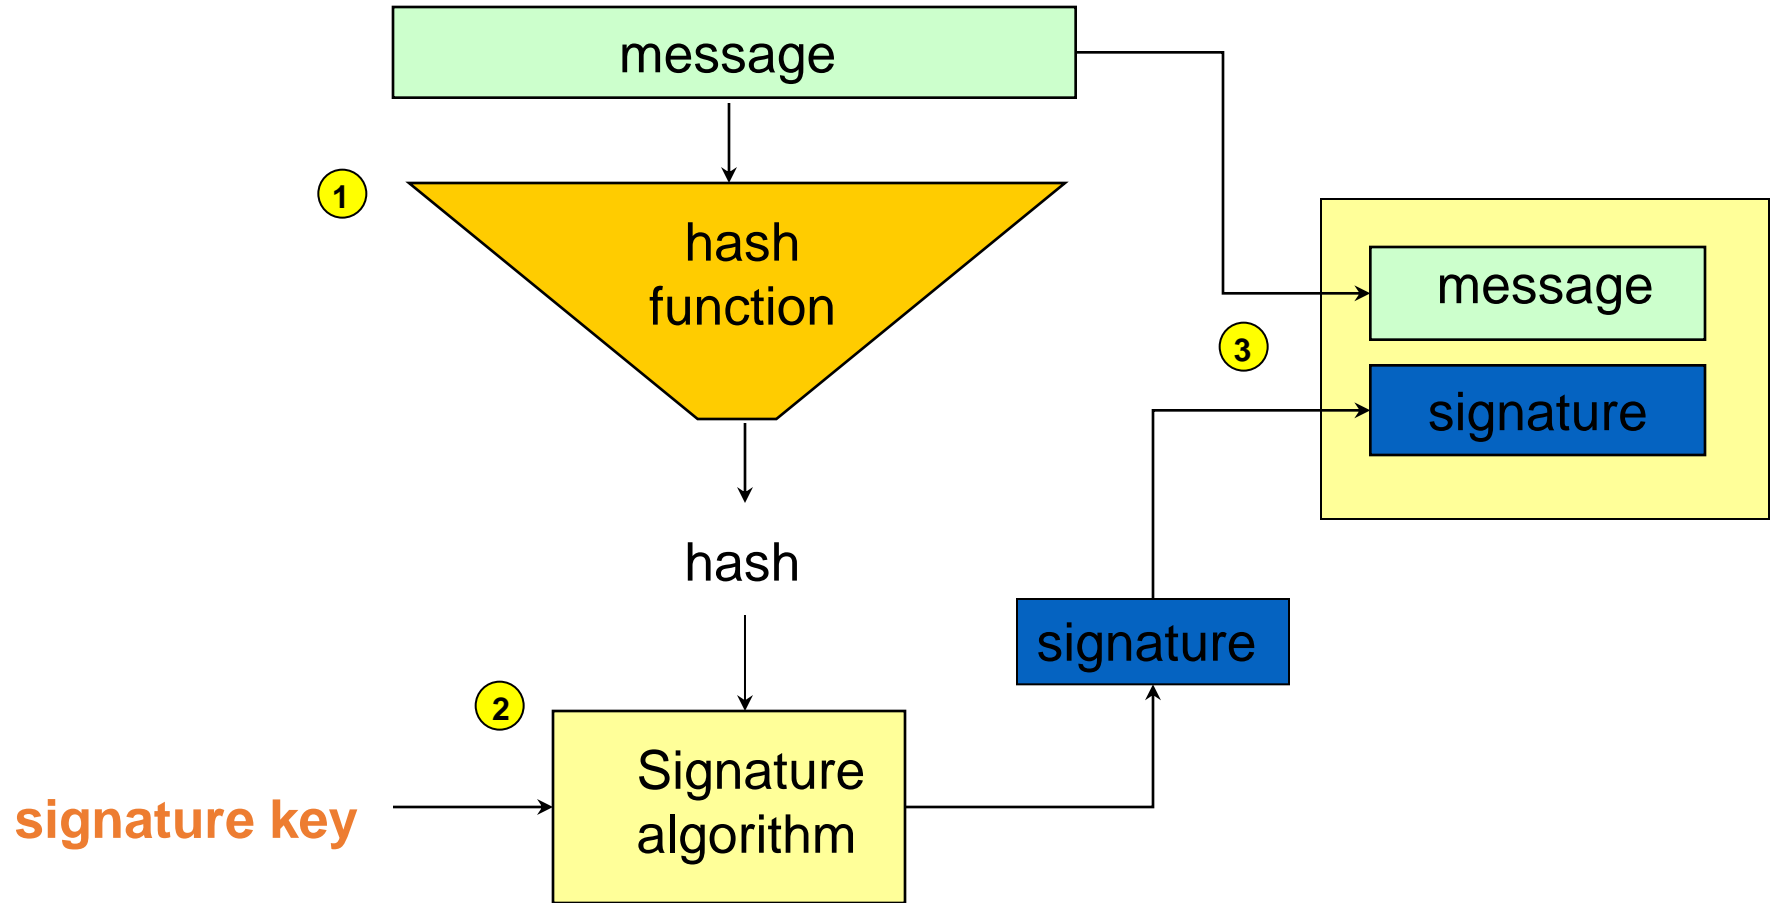 message
1
hash
function
message
3
signature
hash
signature
2
Signature
algorithm
signature key